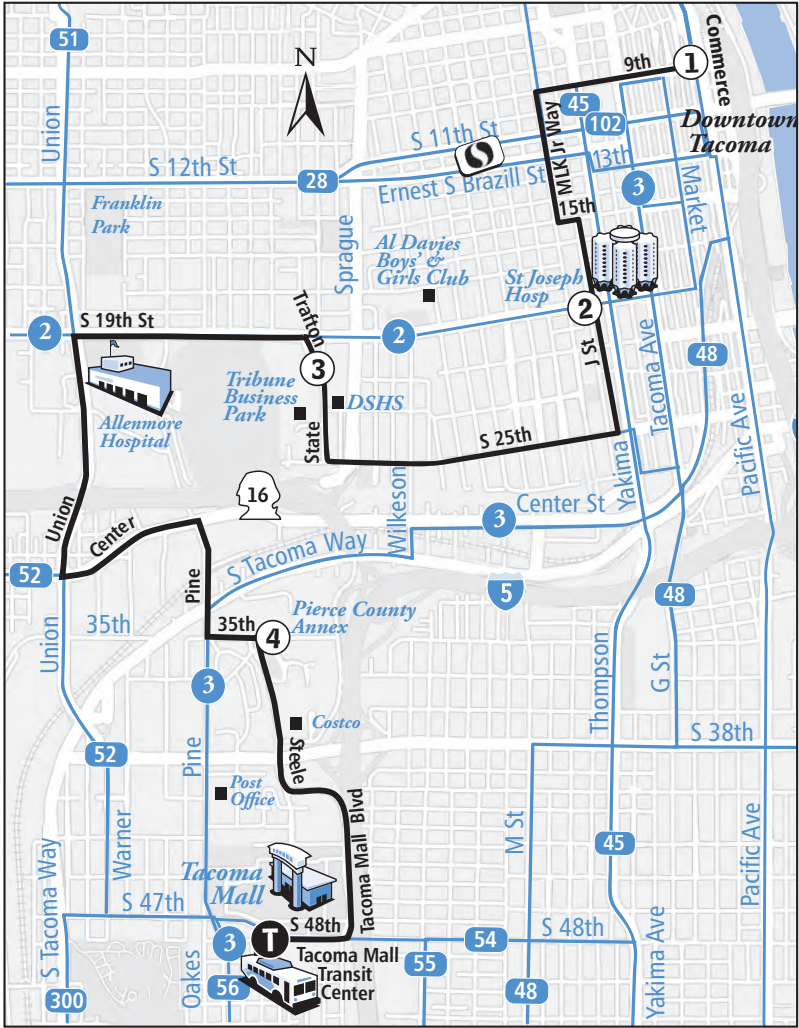 51
Union
N
9th
1
Commerce
45
102
Downtown
Tacoma
S 11th St
S 12th St
28
Ernest S Brazill St
13th
MLK Jr Way
3
Market
Franklin
Park
Sprague
15th
Al Davies
Boys' &
Girls Club
St Joseph
Hosp
2
2
S 19th St
2
Trafton
3
J St
Tacoma Ave
48
Allenmore
Hospital
Tribune
Business
Park
DSHS
State
S 25th
Yakima
Pacific Ave
Union
Center
16
Wilkeson
3
Center St
52
Pine
S Tacoma Way
5
48
Union
35th
35th
4
Pierce County
Annex
3
Thompson
G St
Costco
Steele
S 38th
52
Pine
Post
Office
Tacoma Mall Blvd
M St
45
Pacific Ave
S Tacoma Way
Warner
Tacoma
Mall
S 47th
3
T
S 48th
54
S 48th
Tacoma Mall
Transit
Center
55
Oakes
56
300
48
Yakima Ave